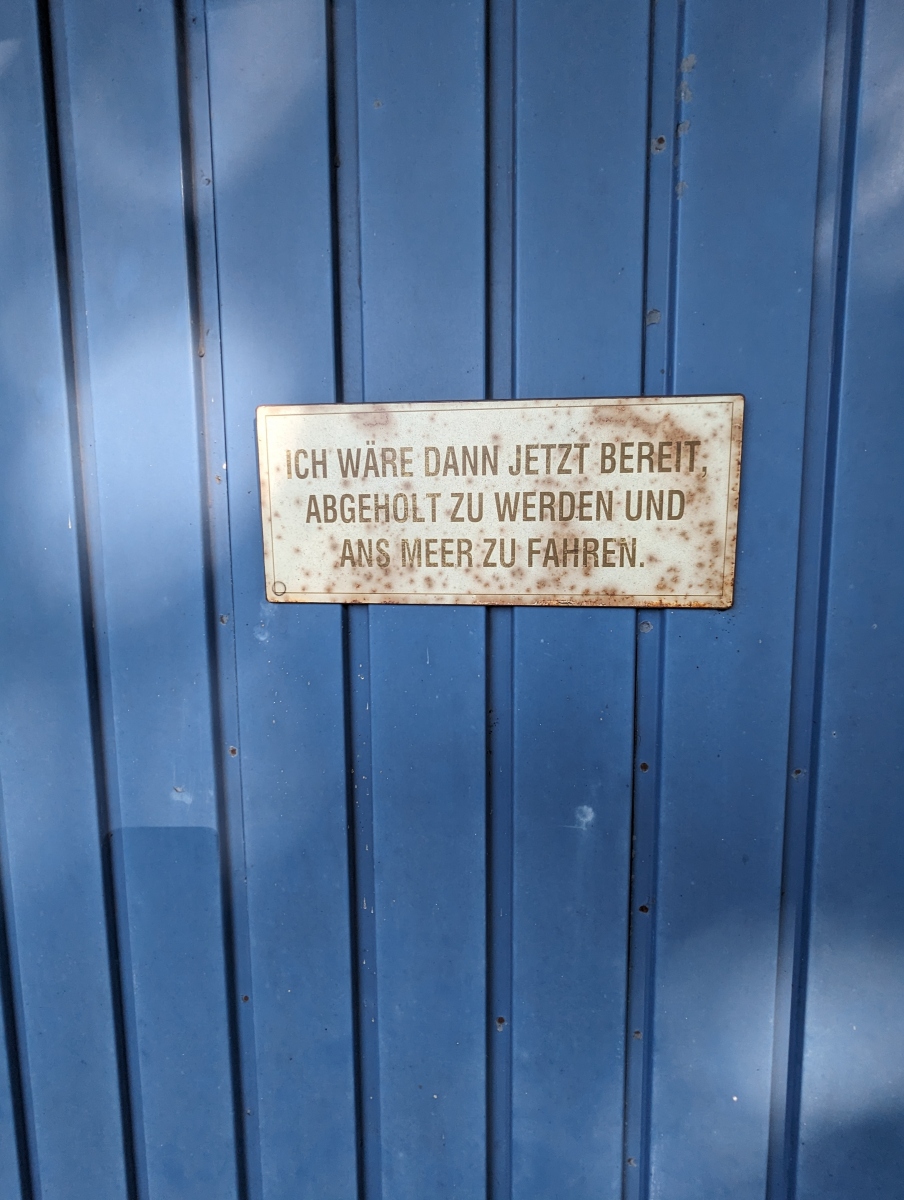 ICH WÄRE DANN JETZT BEREIT,
ABGEHOLT ZU WERDEN UND
ANS MEER ZU FAHREN.